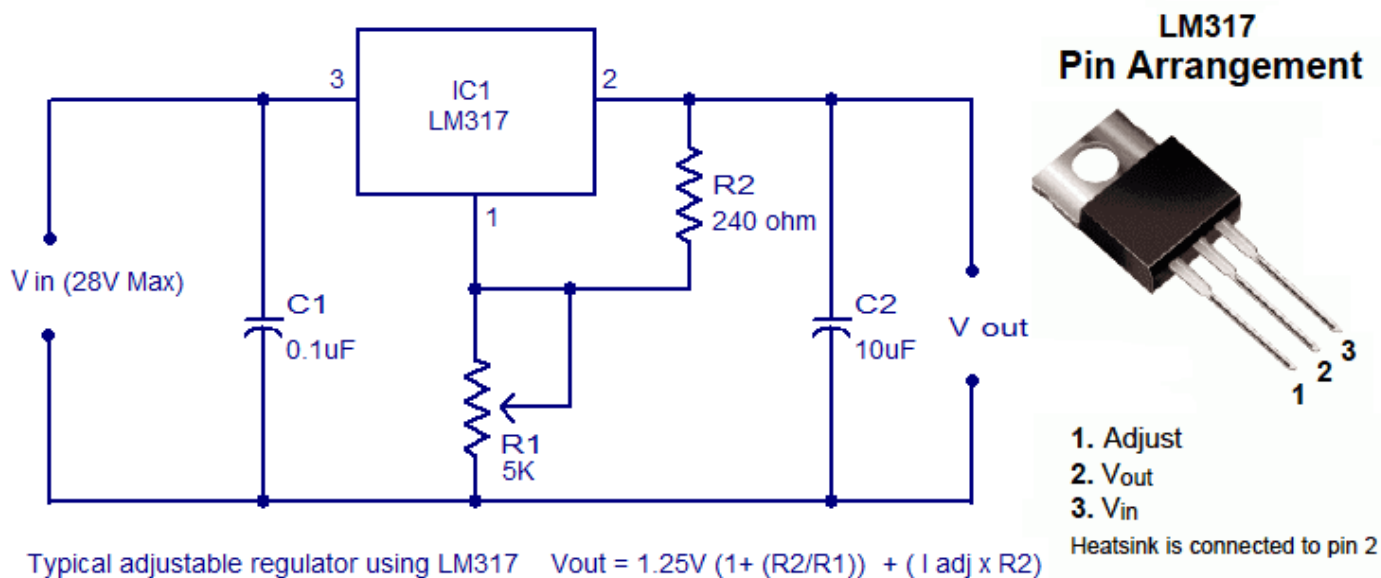 LM317
Pin Arrangement
3
IC1
LM317
2
1
R2
240 ohm
V in (28V Max)
C1
0.1uF
R1
5K
C2
10uF
V out
1
2
3
1. Adjust
2. Vout
3. Vin
Heatsink is connected to pin 2
Typical adjustable regulator using LM317 Vout = 1.25V (1+ (R2/R1)) + ( I adj x R2)